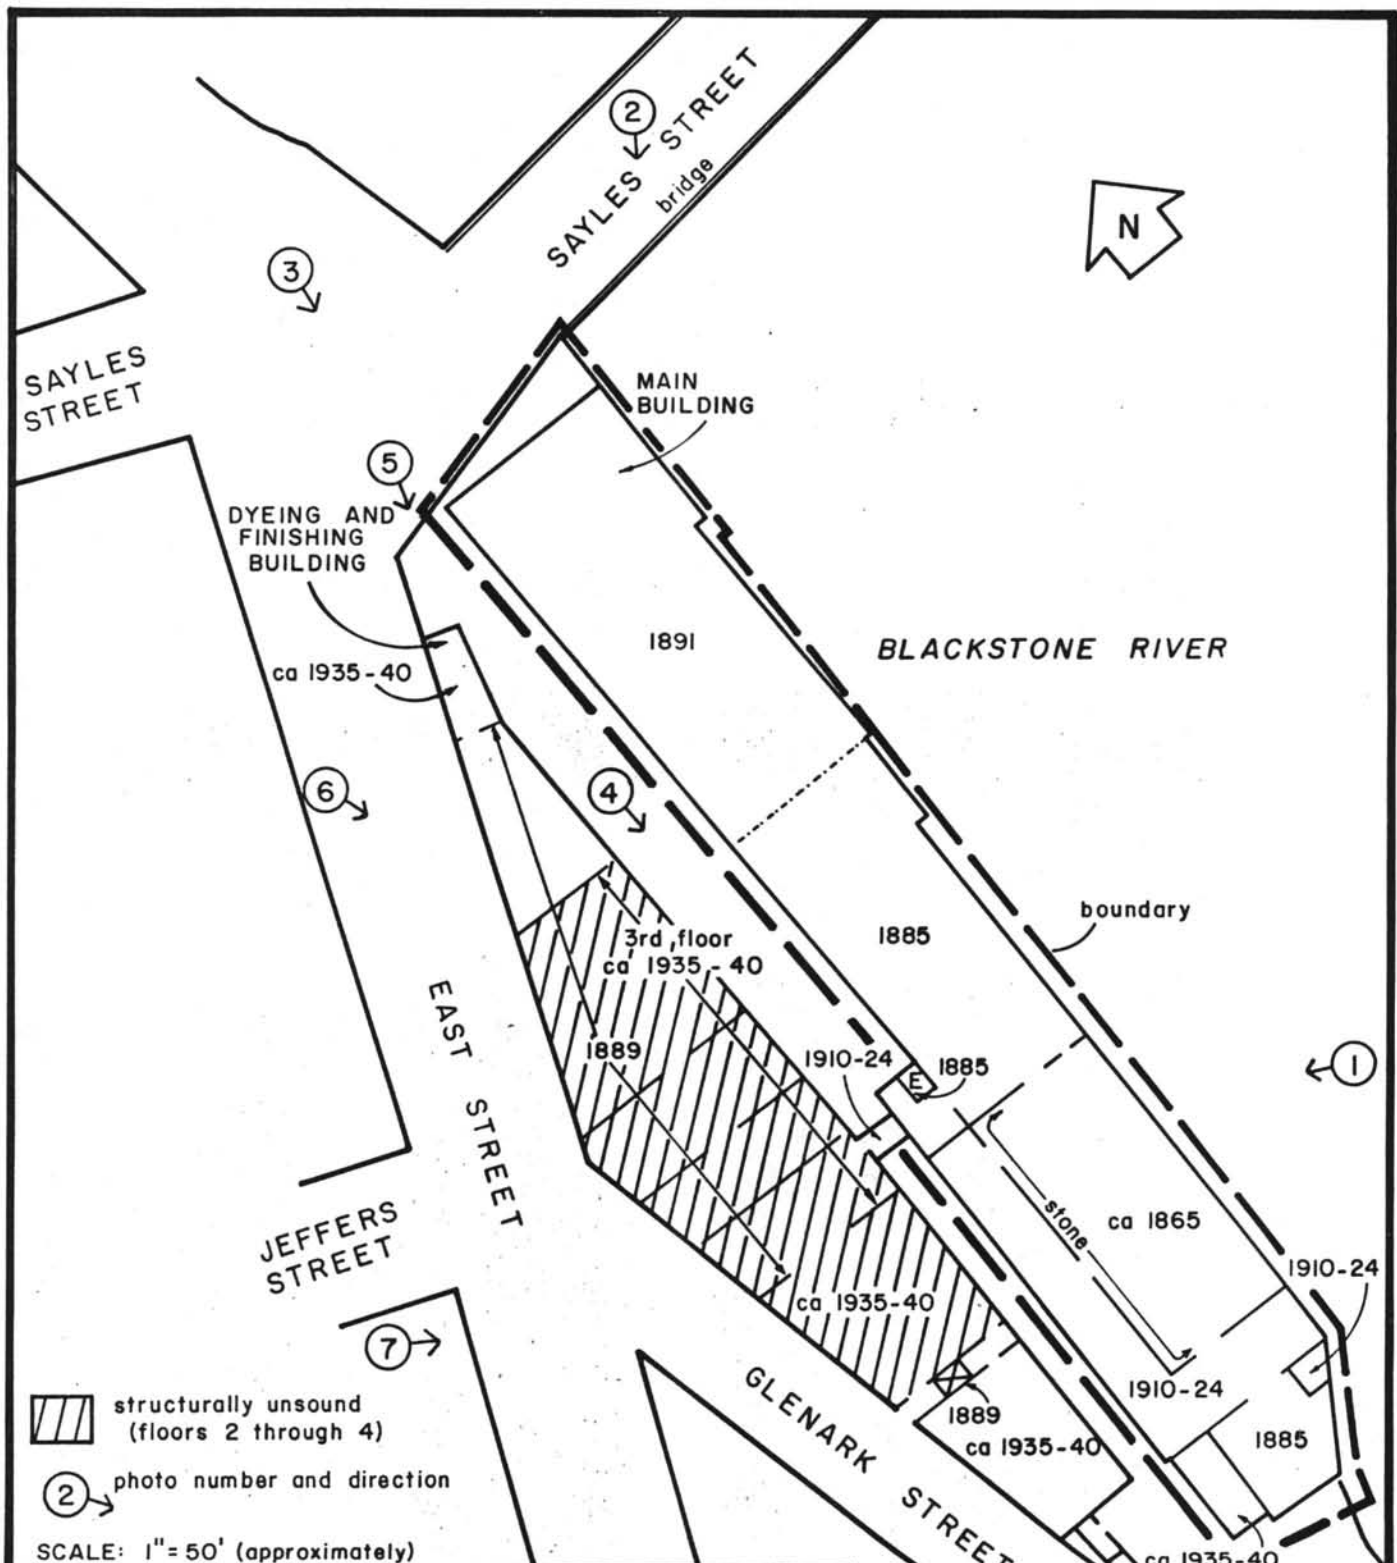 2
SAYLES STREET
bridge
N
3
SAYLES
STREET
MAIN
BUILDING
5
DYEING AND
FINISHING
BUILDING
1891
BLACKSTONE RIVER
ca 1935-40
6
4
boundary
1885
3rd floor
ca 1935-40
EAST STREET
1889
1910-24
E
1885
1
stone
ca 1865
JEFFERS
STREET
1910-24
ca 1935-40
7
GLENARK STREET
1910-24
1889
ca 1935-40
1885
structurally unsound
(floors 2 through 4)
2
photo number and direction
SCALE: 1"=50' (approximately)
ca 1935-40